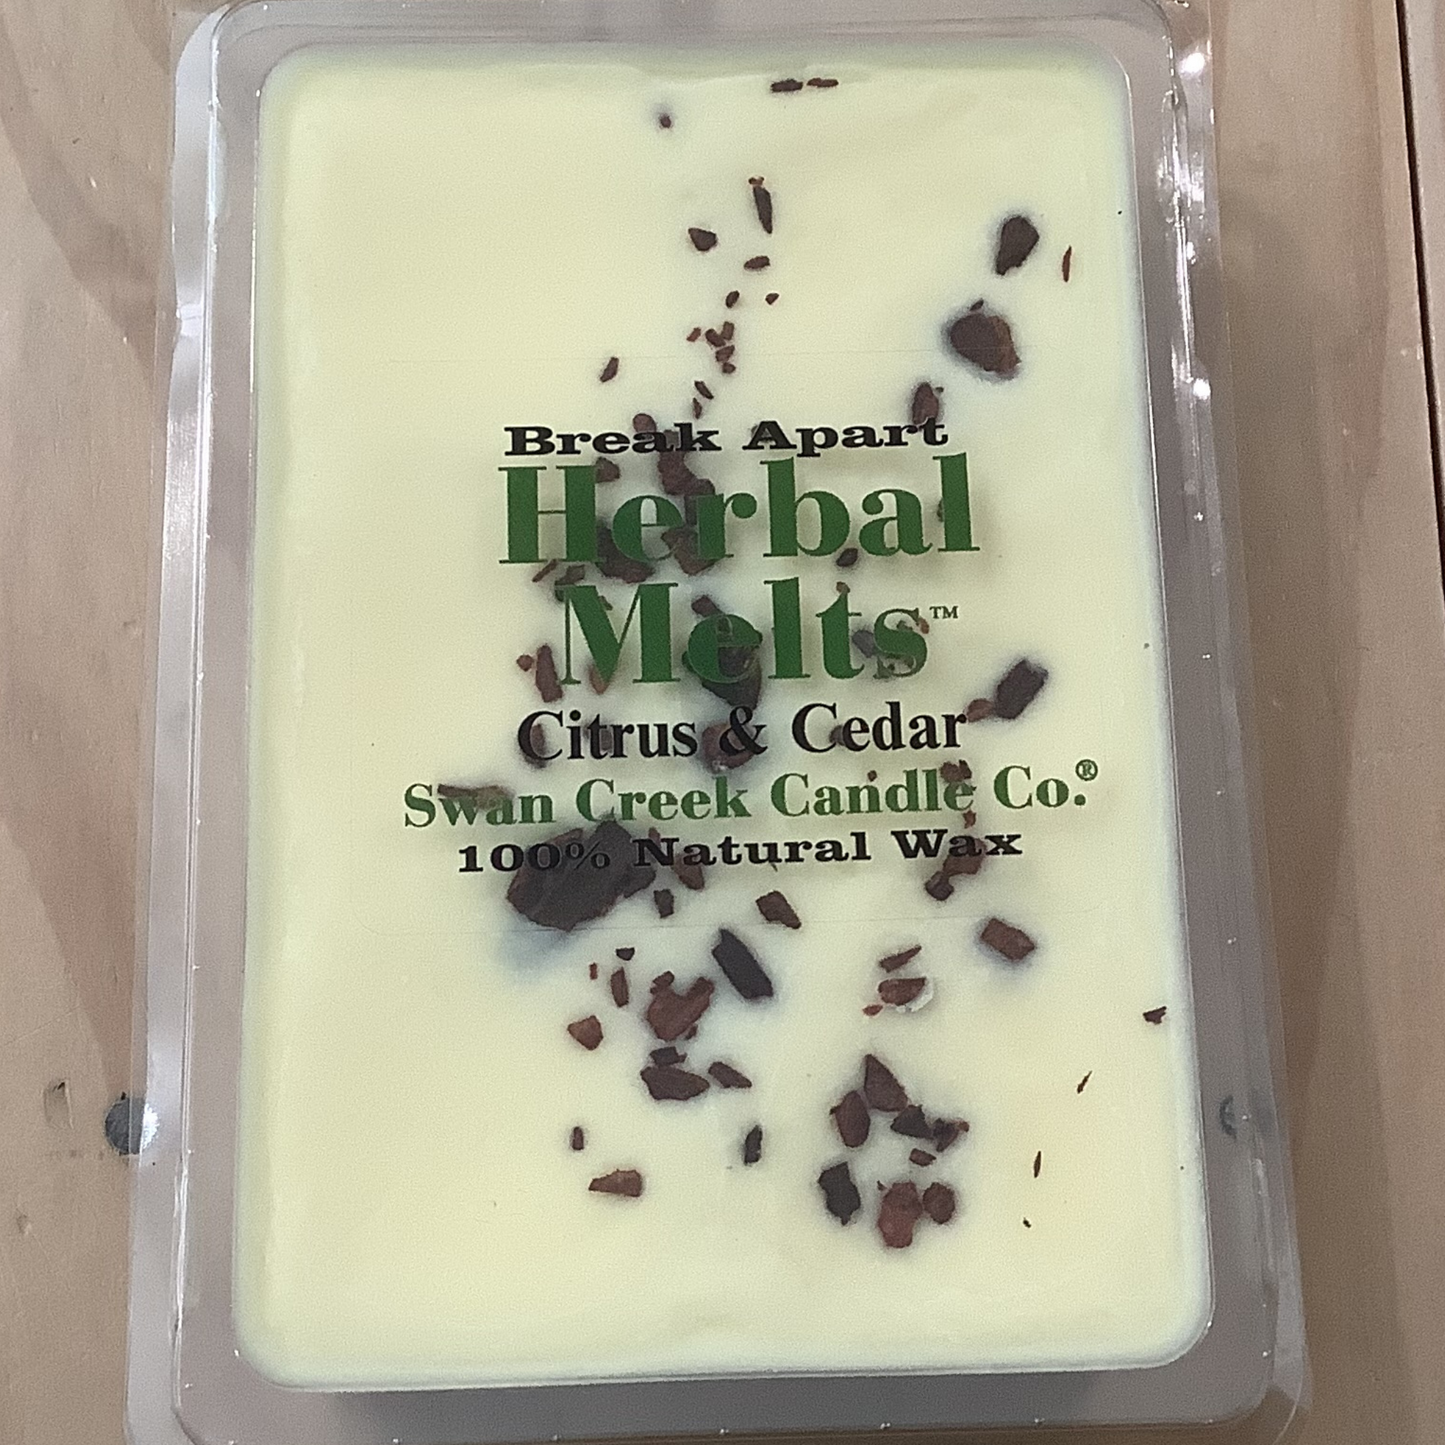 Break Apart
Herbal
Melts™
Citrus & Cedar
Swan Creek Candle Co.®
100% Natural Wax